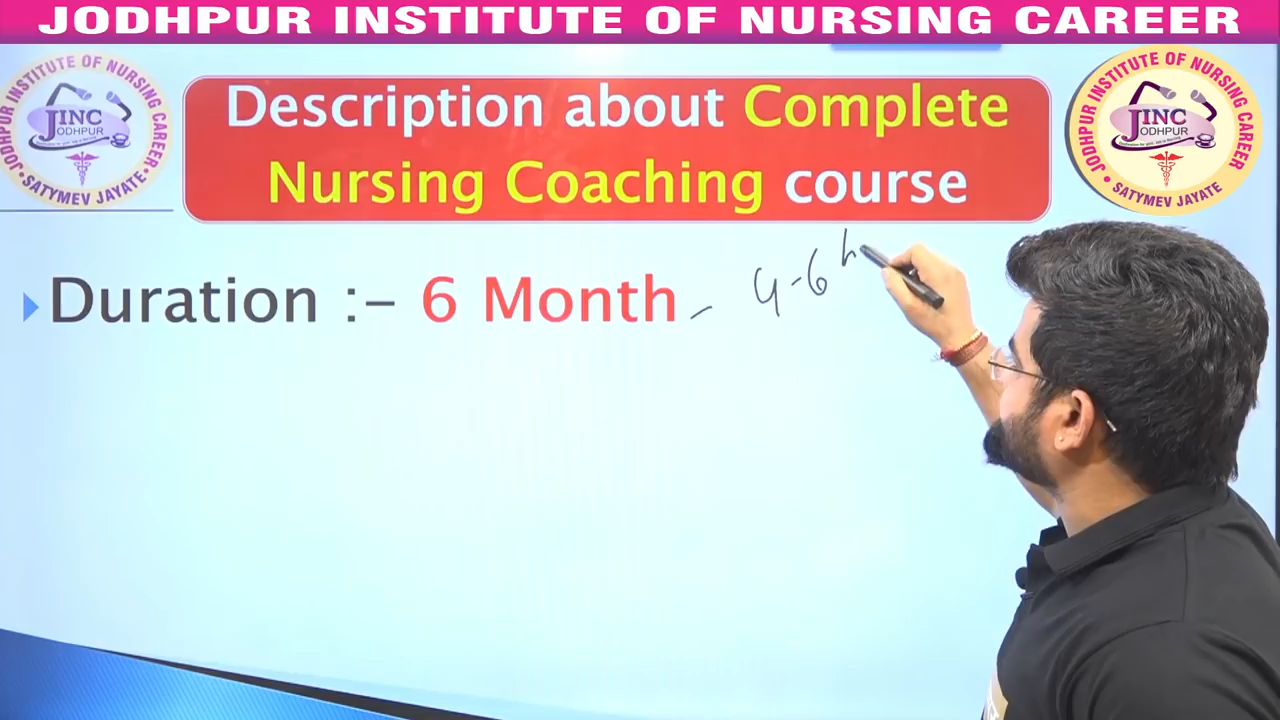 JODHPUR INSTITUTE OF NURSING CAREER
JODHPUR INSTITUTE OF NURSING CAREER
JINC
JODHPUR
SATYMEV JAYATE
Description about Complete
Nursing Coaching course
JODHPUR INSTITUTE OF NURSING CAREER
JINC
JODHPUR
SATYMEV JAYATE
Duration :- 6 Month - 4-6 h